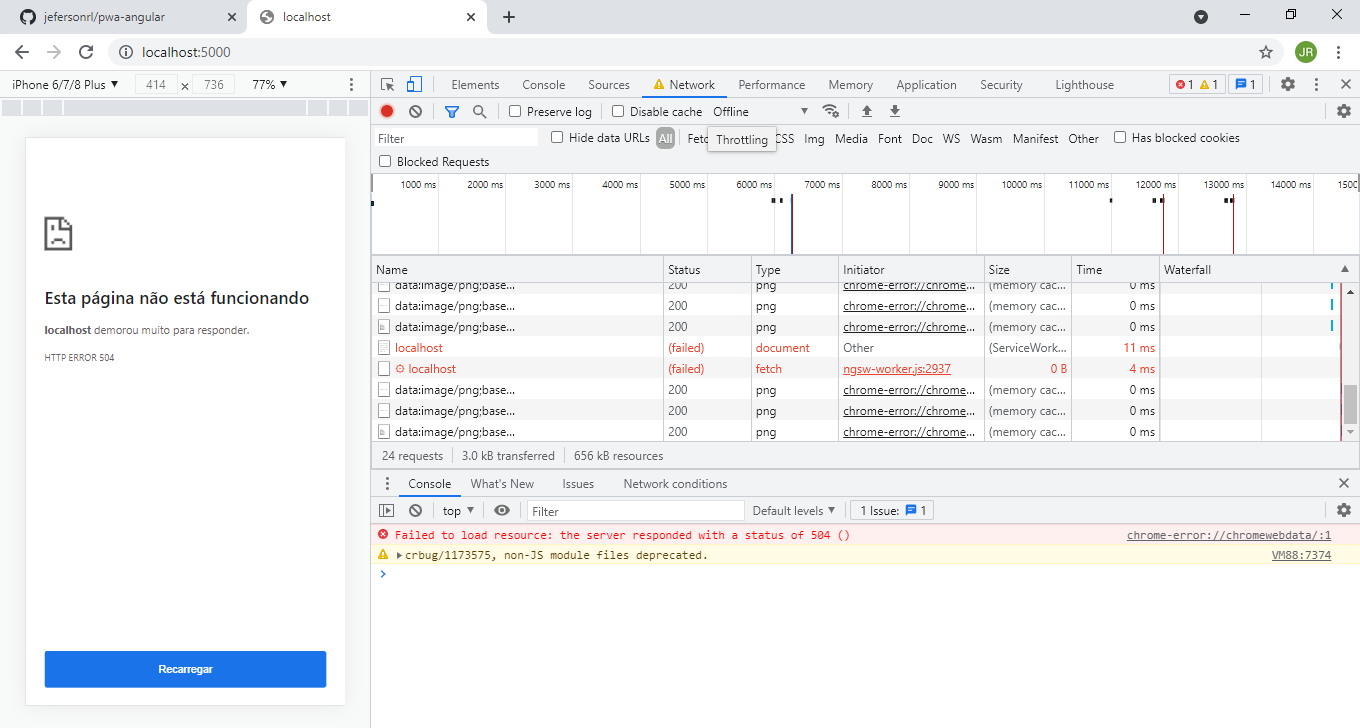 jefersonrl/pwa-angular
localhost
localhost:5000
JR
iPhone 6/7/8 Plus 414 × 736 77%
Elements Console Sources Network Performance Memory Application Security Lighthouse 1 1 1
Preserve log Disable cache Offline
Filter Hide data URLs All Fetc CSS Img Media Font Doc WS Wasm Manifest Other Has blocked cookies
Throttling
Blocked Requests
1000 ms 2000 ms 3000 ms 4000 ms 5000 ms 6000 ms 7000 ms 8000 ms 9000 ms 10000 ms 11000 ms 12000 ms 13000 ms 14000 ms 1500
Name Status Type Initiator Size Time Waterfall
data:image/png;base... 200 png chrome-error://chrome... (memory cac... 0 ms
data:image/png;base... 200 png chrome-error://chrome... (memory cac... 0 ms
data:image/png;base... 200 png chrome-error://chrome... (memory cac... 0 ms
localhost (failed) document Other (ServiceWork... 11 ms
localhost (failed) fetch ngsw-worker.js:2937 0 B 4 ms
data:image/png;base... 200 png chrome-error://chrome... (memory cac... 0 ms
data:image/png;base... 200 png chrome-error://chrome... (memory cac... 0 ms
data:image/png;base... 200 png chrome-error://chrome... (memory cac... 0 ms
24 requests 3.0 kB transferred 656 kB resources
Console What's New Issues Network conditions
top Filter Default levels 1 Issue: 1
Failed to load resource: the server responded with a status of 504 () chrome-error://chromewebdata/:1
crbug/1173575, non-JS module files deprecated. VM88:7374
Esta página não está funcionando
localhost demorou muito para responder.
HTTP ERROR 504
Recarregar